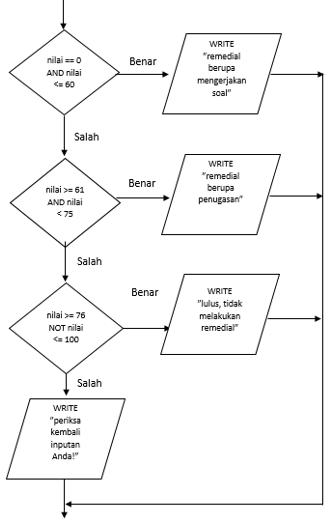 nilai == 0
AND nilai
<= 60
Benar
WRITE
"remedial
berupa
mengerjakan
soal"
Salah
nilai >= 61
AND nilai
< 75
Benar
WRITE
"remedial
berupa
penugasan"
Salah
nilai >= 76
NOT nilai
<= 100
Benar
WRITE
"lulus, tidak
melakukan
remedial"
Salah
WRITE
"periksa
kembali
inputan
Anda!"